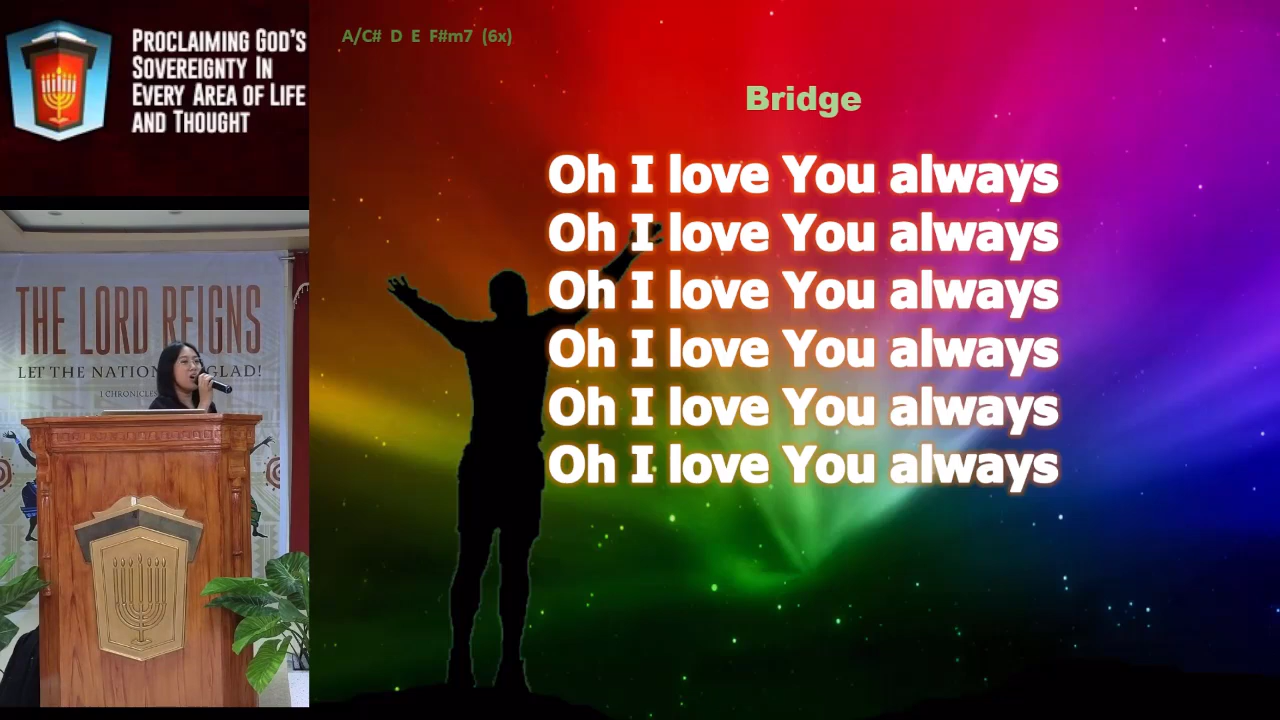 PROCLAIMING GOD'S
SOVEREIGNTY IN
EVERY AREA OF LIFE
AND THOUGHT
A/C# D E F#m7 (6x)
Bridge
Oh I love You always
Oh I love You always
Oh I love You always
Oh I love You always
Oh I love You always
Oh I love You always
THE LORD REIGNS
LET THE NATION GLAD!
1 CHRONICLES